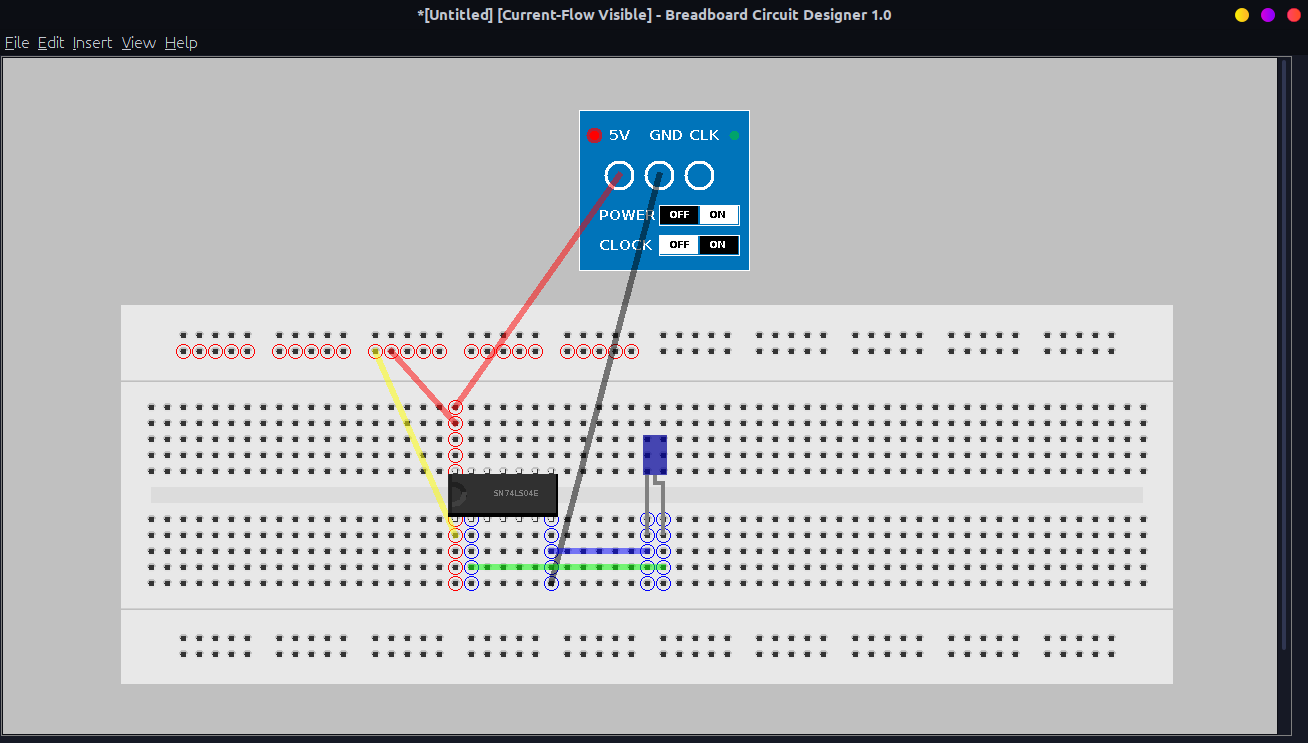 *[Untitled] [Current-Flow Visible] - Breadboard Circuit Designer 1.0
File Edit Insert View Help
5V GND CLK
POWER OFF ON
CLOCK OFF ON
SN74LS04E